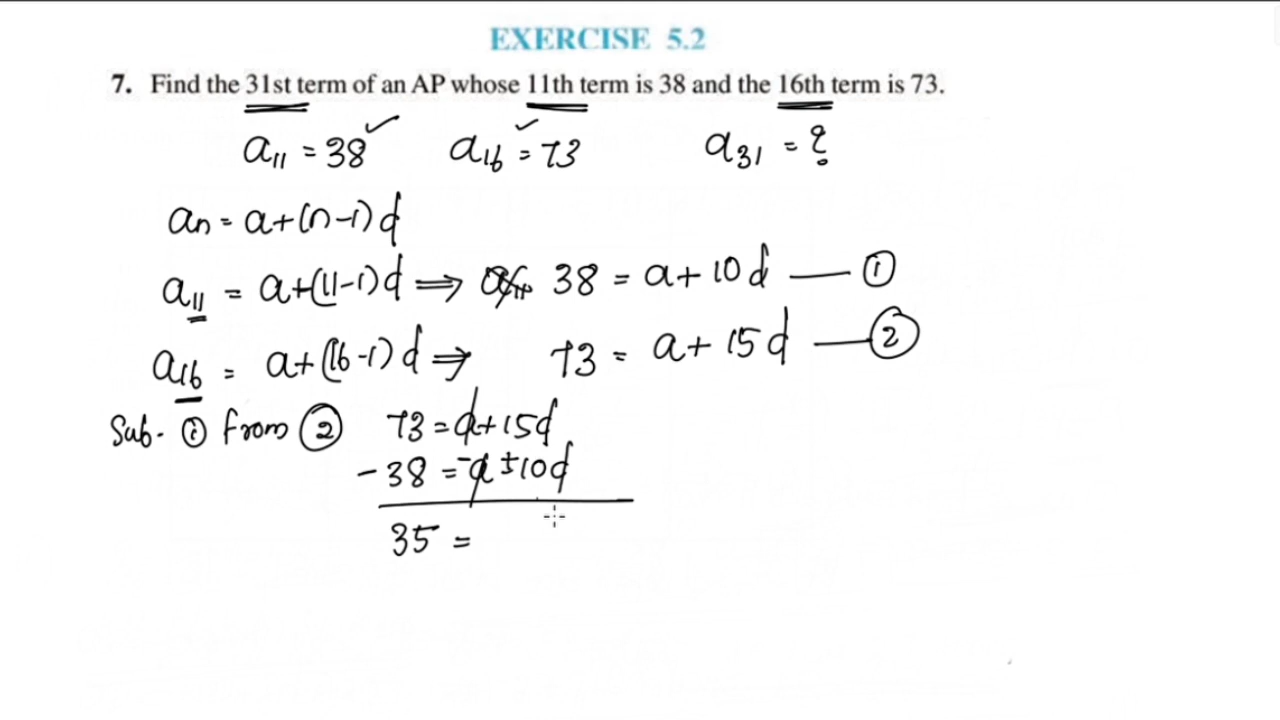 EXERCISE 5.2
7. Find the 31st term of an AP whose 11th term is 38 and the 16th term is 73.
a₁₁ = 38 a₁₆ = 73 a₃₁ = ?
an = a+(n-1)d
a₁₁ = a+(11-1)d ⇒ 38 = a+10d — ①
a₁₆ = a+(16-1)d ⇒ 73 = a+15d — ②
Sub. ① from ② 73 = a+15d
-38 = -a±10d
35 =